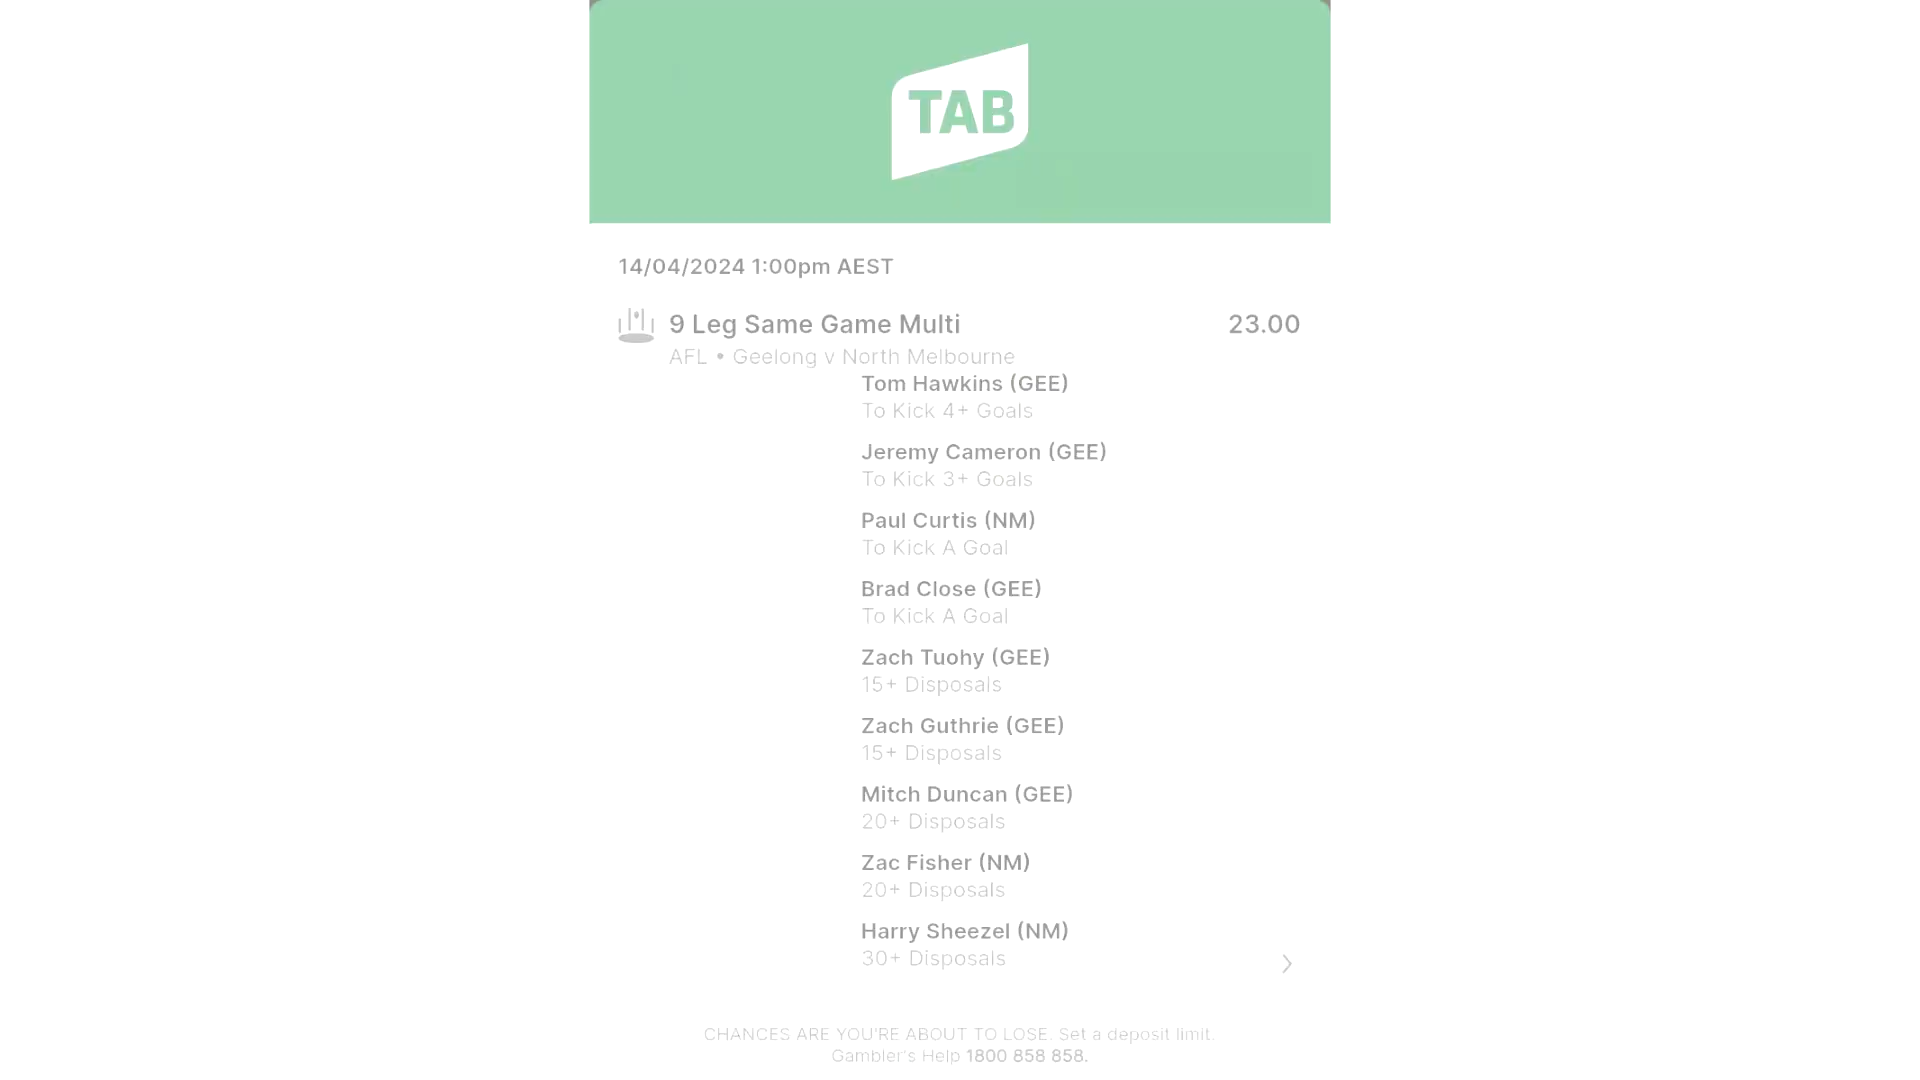 TAB
14/04/2024 1:00pm AEST
9 Leg Same Game Multi 23.00
AFL • Geelong v North Melbourne
Tom Hawkins (GEE)
To Kick 4+ Goals
Jeremy Cameron (GEE)
To Kick 3+ Goals
Paul Curtis (NM)
To Kick A Goal
Brad Close (GEE)
To Kick A Goal
Zach Tuohy (GEE)
15+ Disposals
Zach Guthrie (GEE)
15+ Disposals
Mitch Duncan (GEE)
20+ Disposals
Zac Fisher (NM)
20+ Disposals
Harry Sheezel (NM)
30+ Disposals
CHANCES ARE YOU'RE ABOUT TO LOSE. Set a deposit limit.
Gambler's Help 1800 858 858.